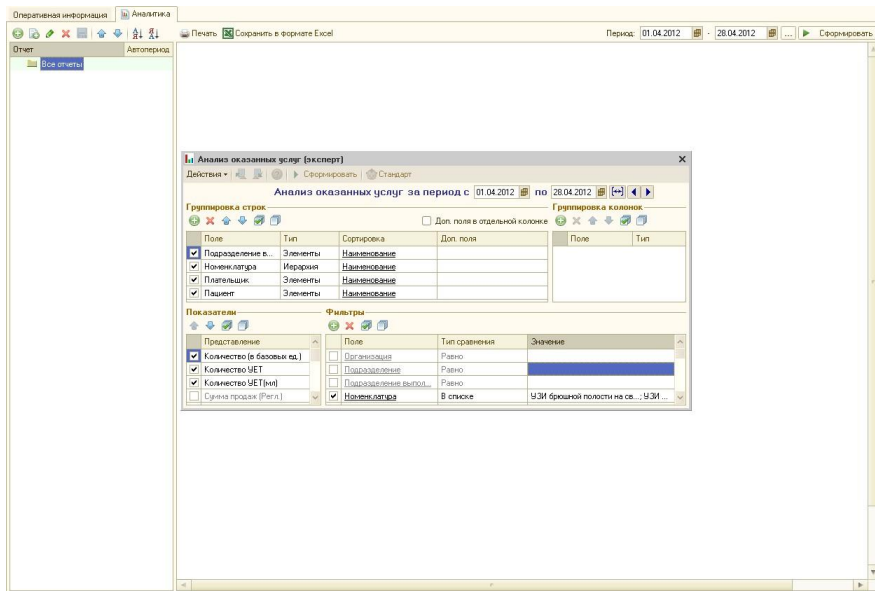 Оперативная информация Аналитика
Печать Сохранить в формате Excel Период: 01.04.2012 - 28.04.2012 ... Сформировать
Отчет Автопериод
Все отчеты
Анализ оказанных услуг (эксперт)
Действия Сформировать Стандарт
Анализ оказанных услуг за период с 01.04.2012 по 28.04.2012
Группировка строк Группировка колонок
Доп. поля в отдельной колонке
Поле Тип Сортировка Доп. поля Поле Тип
Подразделение в... Элементы Наименование
Номенклатура Иерархия Наименование
Плательщик Элементы Наименование
Пациент Элементы Наименование
Показатели Фильтры
Представление Поле Тип сравнения Значение
Количество (в базовых ед.) Организация Равно
Количество УЕТ Подразделение Равно
Количество УЕТ(мл) Подразделение выпол... Равно
Сумма продаж (Регл.) Номенклатура В списке УЗИ брюшной полости на св...; УЗИ ...